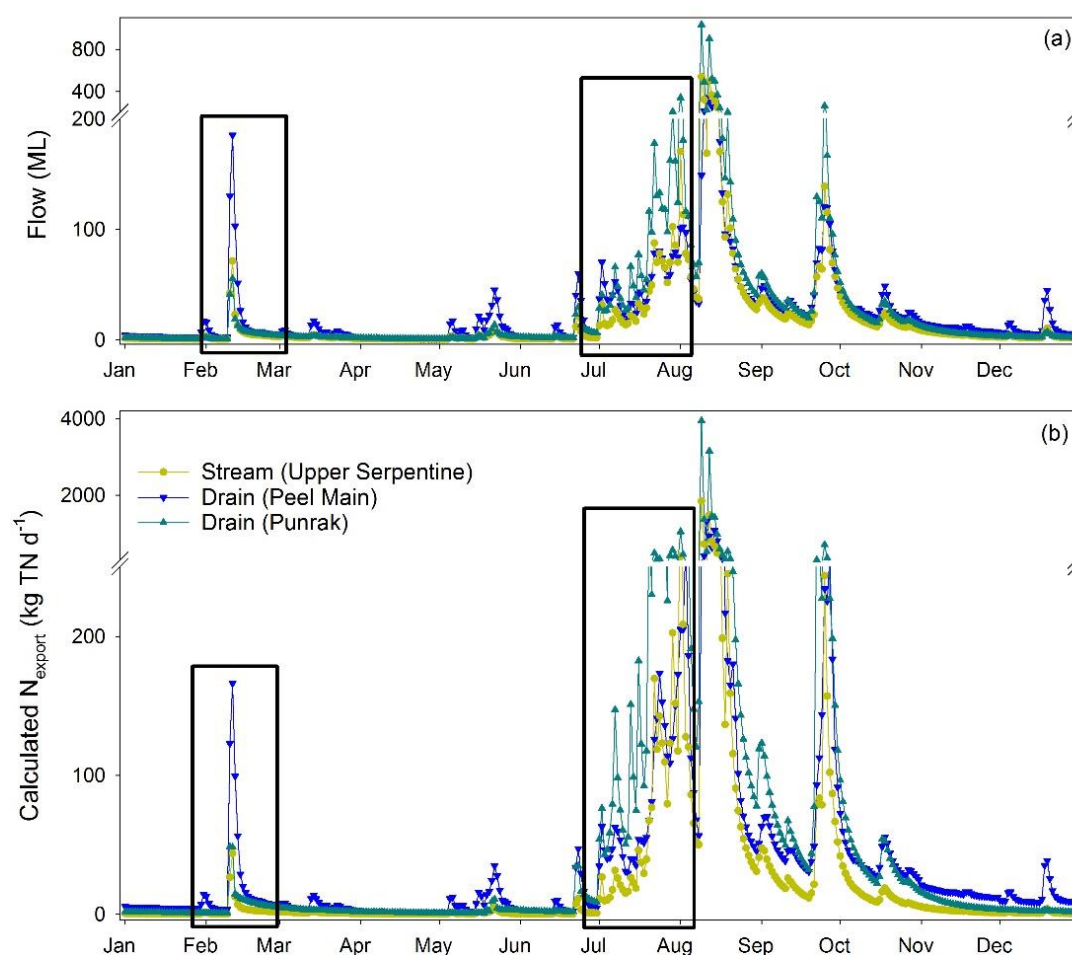 (a)
800
400
200
100
0
Flow (ML)
Jan Feb Mar Apr May Jun Jul Aug Sep Oct Nov Dec
(b)
4000
2000
200
100
0
Calculated N_export (kg TN d⁻¹)
Stream (Upper Serpentine)
Drain (Peel Main)
Drain (Punrak)
Jan Feb Mar Apr May Jun Jul Aug Sep Oct Nov Dec